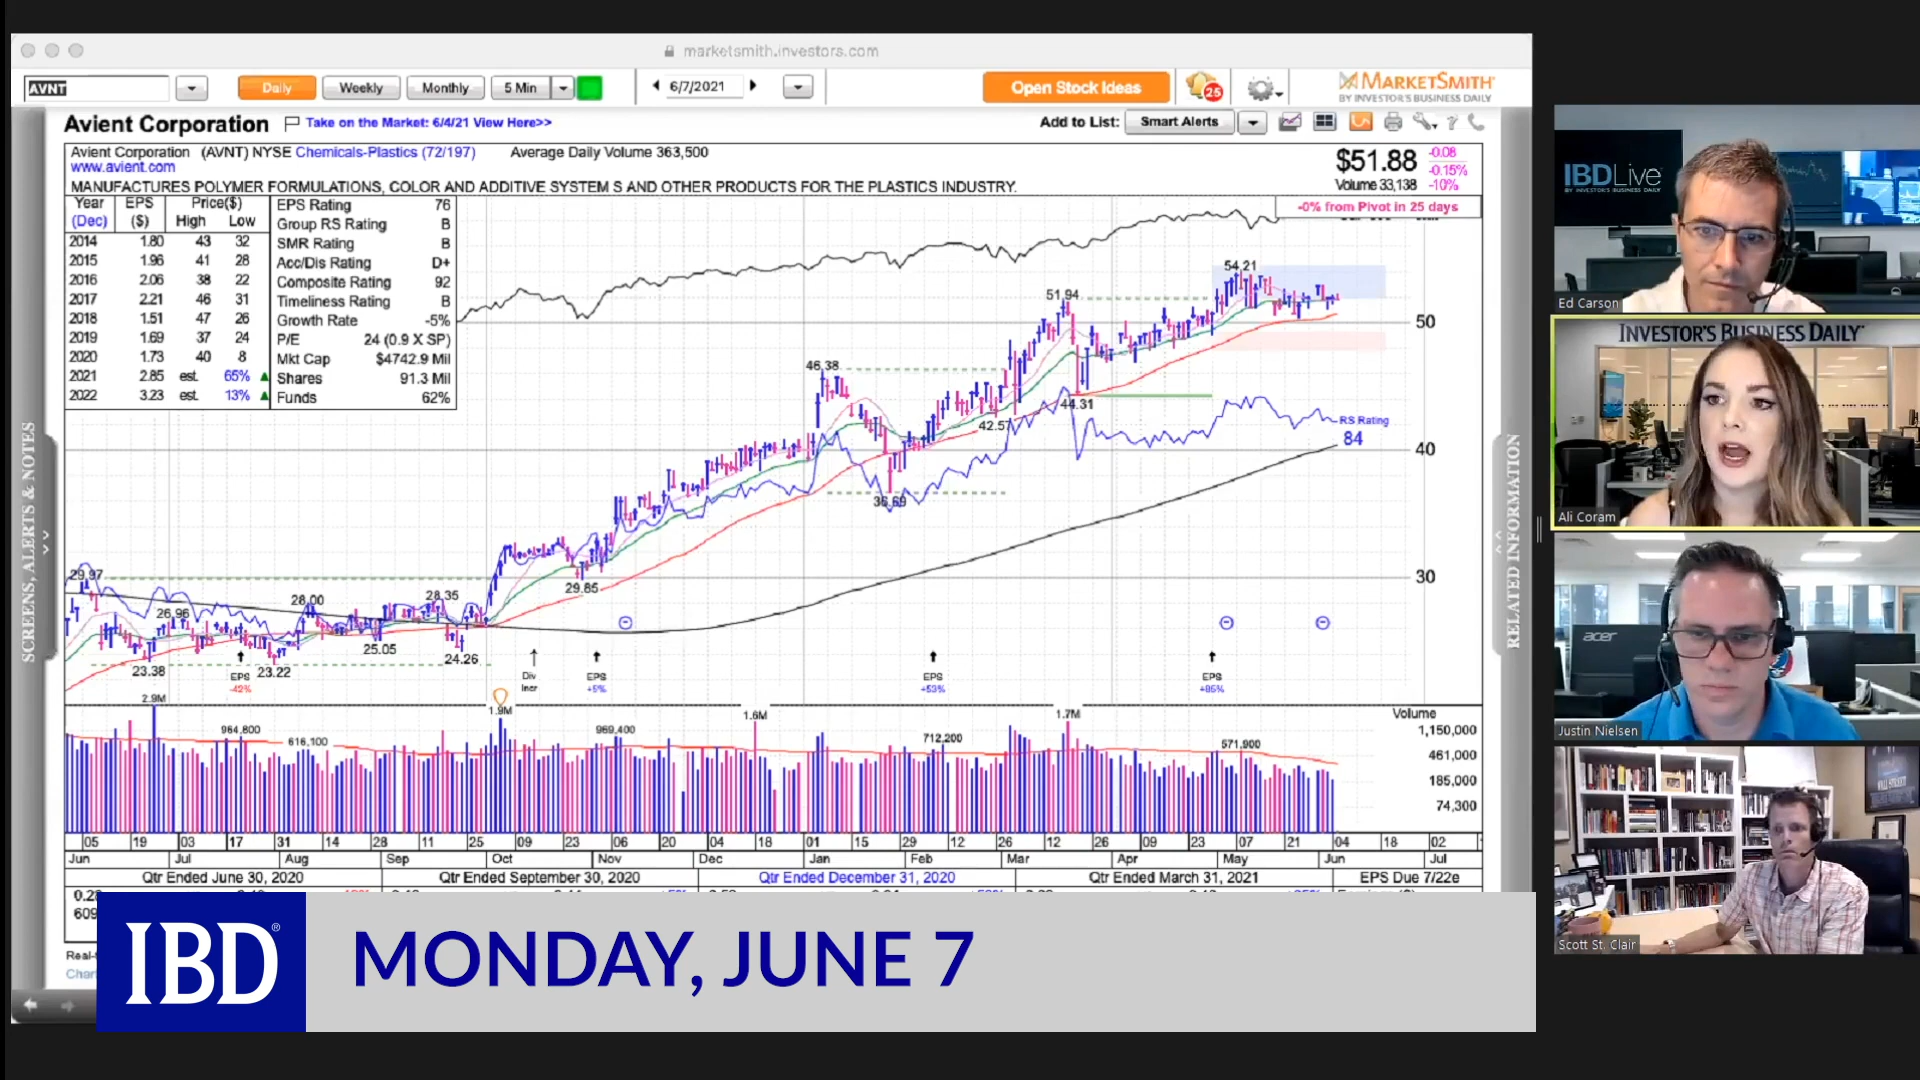 marketsmith.investors.com
AVNT Daily Weekly Monthly 5 Min 6/7/2021 Open Stock Ideas 25 MARKETSMITH
BY INVESTOR'S BUSINESS DAILY
Avient Corporation Take on the Market: 6/4/21 View Here>> Add to List: Smart Alerts
Avient Corporation (AVNT) NYSE Chemicals-Plastics (72/197) Average Daily Volume 363,500
www.avient.com
$51.88 -0.08
-0.15%
Volume 33,138 -10%
MANUFACTURES POLYMER FORMULATIONS, COLOR AND ADDITIVE SYSTEM S AND OTHER PRODUCTS FOR THE PLASTICS INDUSTRY.
-0% from Pivot in 25 days
Year EPS Price($)
(Dec) ($) High Low
2014 1.80 43 32
2015 1.96 41 28
2016 2.06 38 22
2017 2.21 46 31
2018 1.51 47 26
2019 1.69 37 24
2020 1.73 40 8
2021 2.85 est. 65%
2022 3.23 est. 13%
EPS Rating 76
Group RS Rating B
SMR Rating B
Acc/Dis Rating D+
Composite Rating 92
Timeliness Rating B
Growth Rate -5%
P/E 24 (0.9 X SP)
Mkt Cap $4742.9 Mil
Shares 91.3 Mil
Funds 62%
54.21
51.94
50
46.38
44.31
42.57
RS Rating
84
40
36.69
30
29.97
29.85
28.00
28.35
26.96
25.05
24.26
23.38
23.22
EPS
-42%
Div
Incr
EPS
+5%
EPS
+53%
EPS
+86%
2.9M
1.9M
1.6M
1.7M
Volume
964,800
616,100
969,400
712,200
571,900
1,150,000
461,000
185,000
74,300
05 19 03 17 31 14 28 11 25 09 23 06 20 04 18 01 15 29 12 26 12 26 09 23 07 21 04 18 02
Jun Jul Aug Sep Oct Nov Dec Jan Feb Mar Apr May Jun Jul
Qtr Ended June 30, 2020 Qtr Ended September 30, 2020 Qtr Ended December 31, 2020 Qtr Ended March 31, 2021 EPS Due 7/22e
609
Real-
Char
SCREENS, ALERTS & NOTES
RELATED INFORMATION
IBD®
MONDAY, JUNE 7
IBDLive
BY INVESTOR'S BUSINESS DAILY
Ed Carson
INVESTOR'S BUSINESS DAILY
Ali Coram
acer
Justin Nielsen
Scott St. Clair